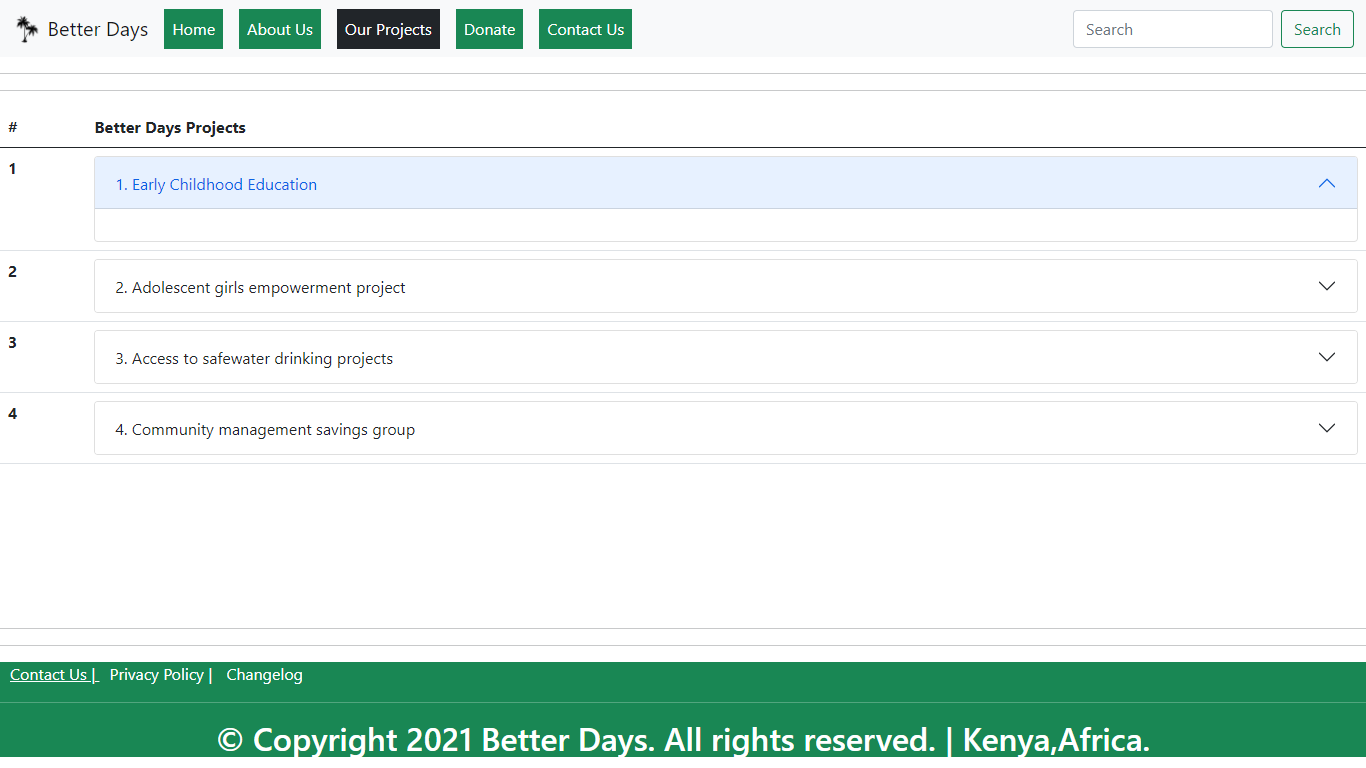 Better Days Home About Us Our Projects Donate Contact Us Search Search
# Better Days Projects
1 1. Early Childhood Education
2 2. Adolescent girls empowerment project
3 3. Access to safewater drinking projects
4 4. Community management savings group
Contact Us | Privacy Policy | Changelog
© Copyright 2021 Better Days. All rights reserved. | Kenya,Africa.